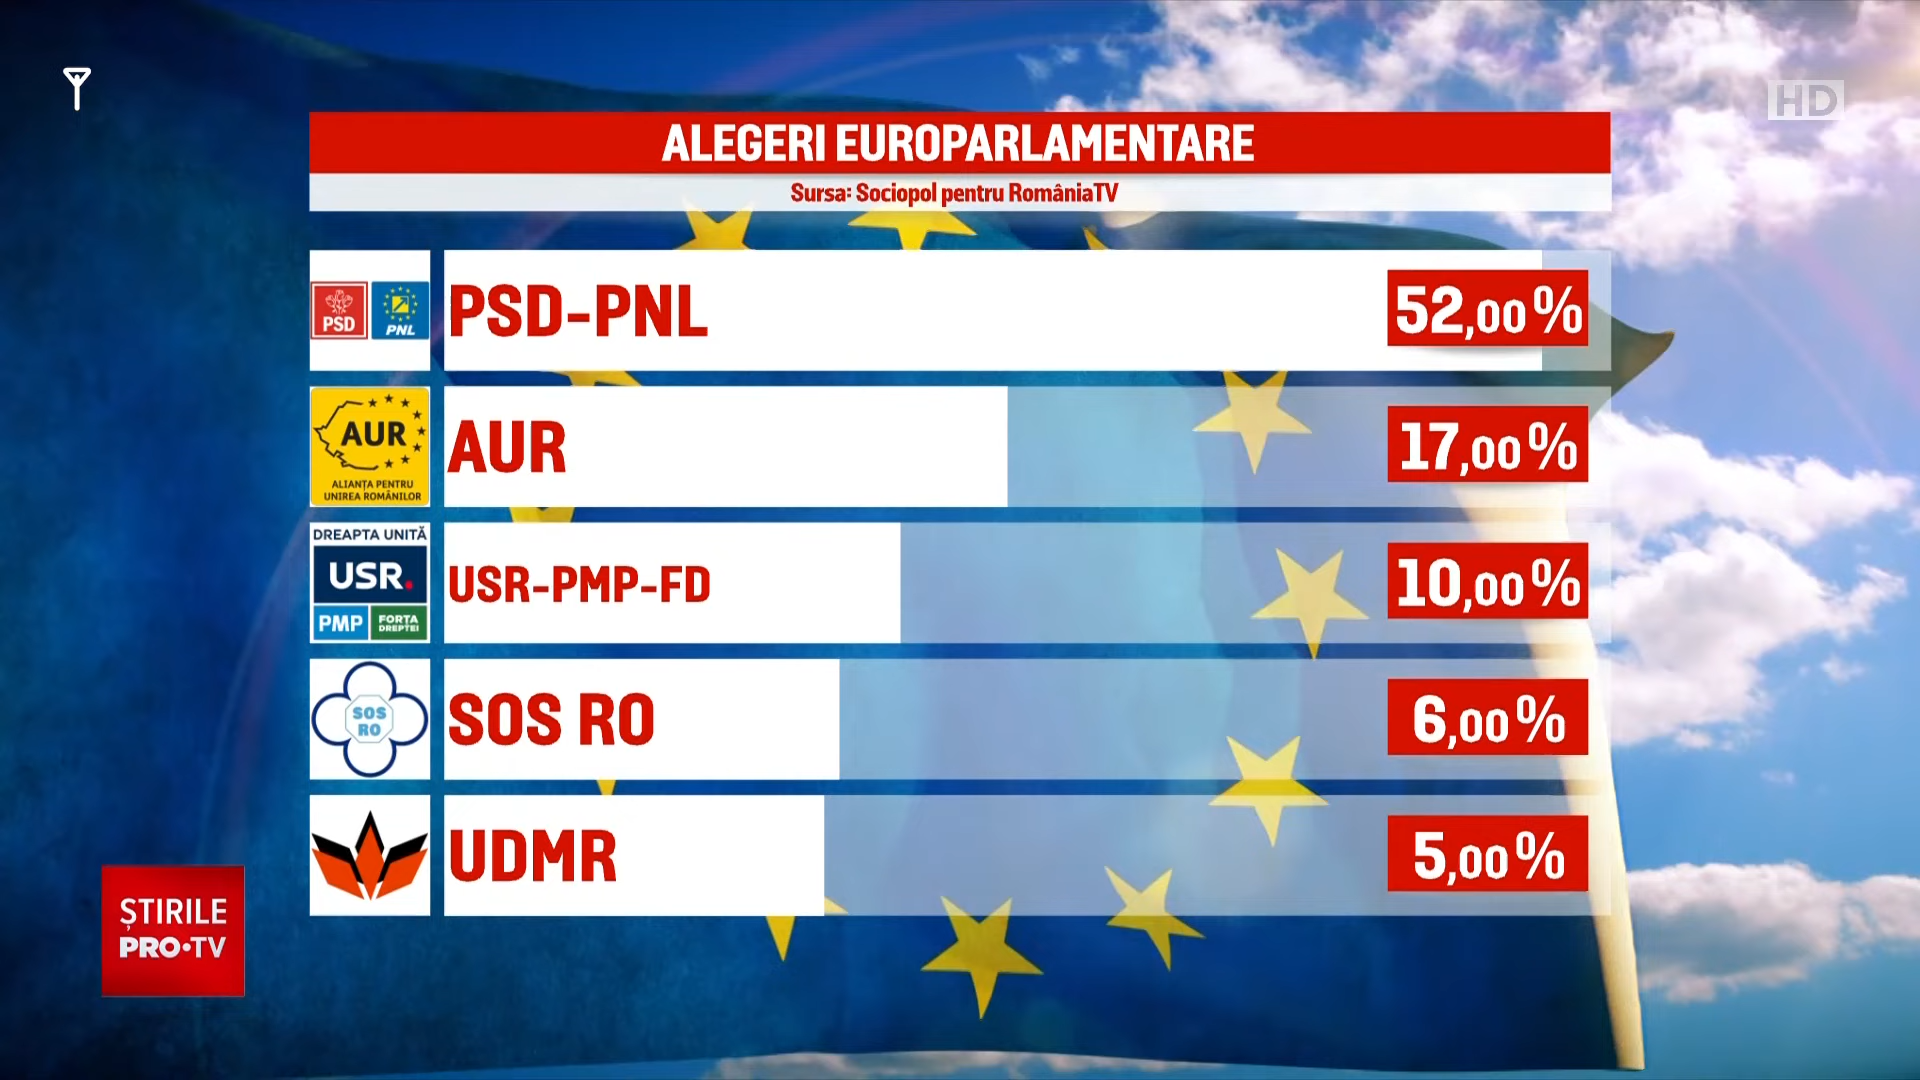 HD
ALEGERI EUROPARLAMENTARE
Sursa: Sociopol pentru RomâniaTV
PSD PNL PSD-PNL 52,00%
AUR AUR 17,00%
ALIANȚA PENTRU
UNIREA ROMÂNILOR
DREAPTA UNITĂ
USR. USR-PMP-FD 10,00%
PMP FORȚA
DREPTEI
SOS
RO SOS RO 6,00%
UDMR 5,00%
ȘTIRILE
PRO•TV